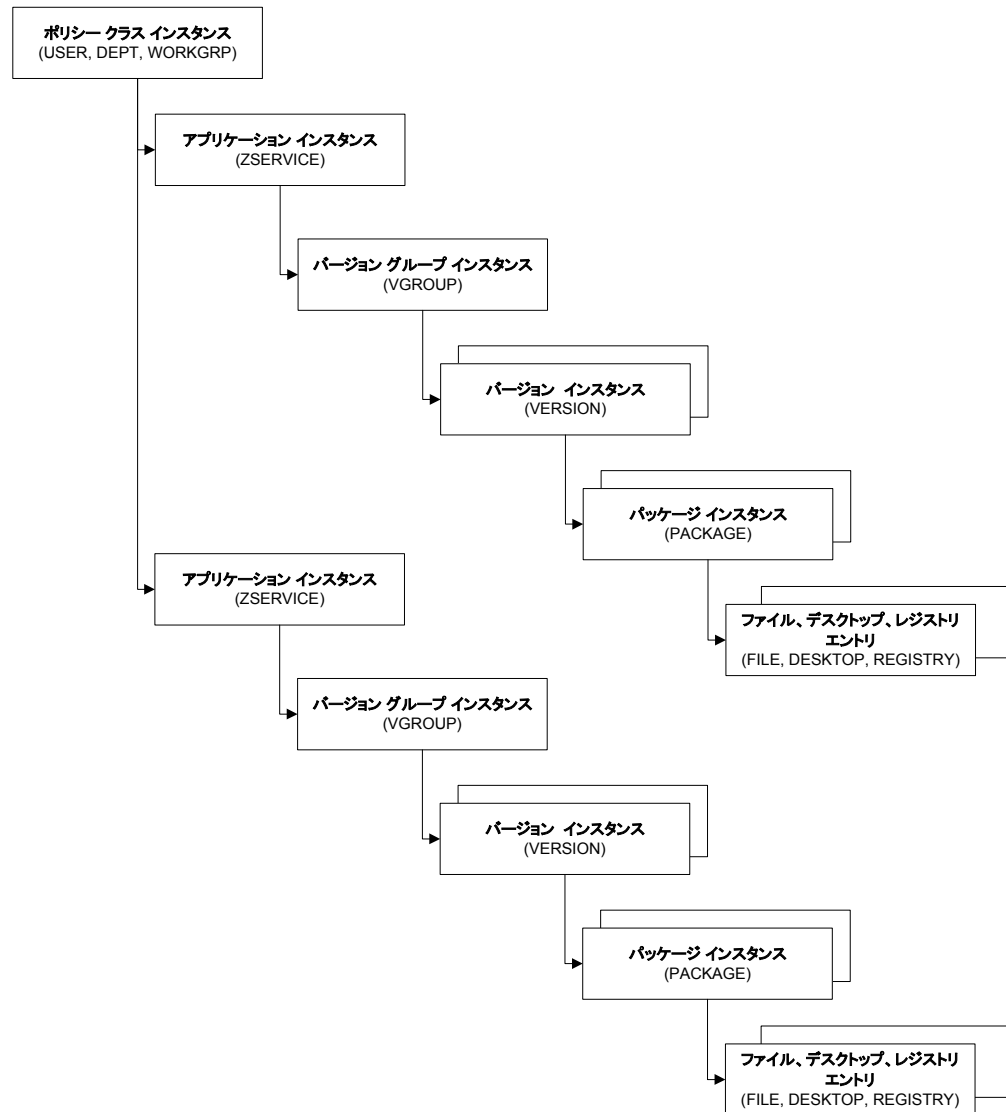 ポリシー クラス インスタンス
(USER, DEPT, WORKGRP)
アプリケーション インスタンス
(ZSERVICE)
バージョン グループ インスタンス
(VGROUP)
バージョン インスタンス
(VERSION)
パッケージ インスタンス
(PACKAGE)
ファイル、デスクトップ、レジストリ
エントリ
(FILE, DESKTOP, REGISTRY)
アプリケーション インスタンス
(ZSERVICE)
バージョン グループ インスタンス
(VGROUP)
バージョン インスタンス
(VERSION)
パッケージ インスタンス
(PACKAGE)
ファイル、デスクトップ、レジストリ
エントリ
(FILE, DESKTOP, REGISTRY)